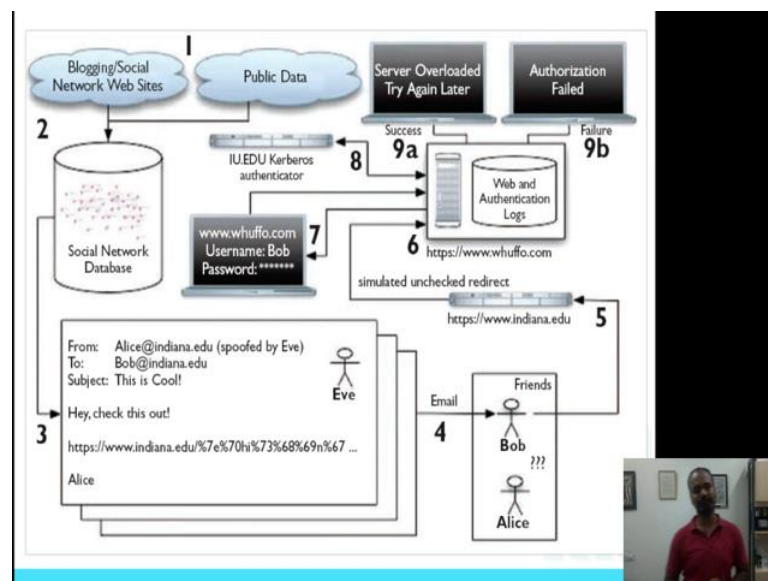 1
Blogging/Social
Network Web Sites
Public Data
Server Overloaded
Try Again Later
Authorization
Failed
2
Success
9a
Failure
9b
IU.EDU Kerberos
authenticator
8
Web and
Authentication
Logs
www.whuffo.com
Username: Bob
Password: *******
7
Social Network
Database
6
https://www.whuffo.com
simulated unchecked redirect
https://www.indiana.edu
5
From: Alice@indiana.edu (spoofed by Eve)
To: Bob@indiana.edu
Subject: This is Cool!
Eve
Hey, check this out!
3
https://www.indiana.edu/%7e%70hi%73%68%69n%67 ...
Alice
Email
4
Friends
Bob
???
Alice